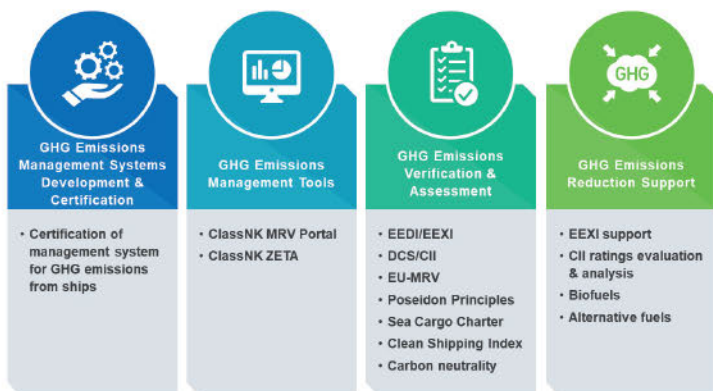 GHG Emissions
Management Systems
Development &
Certification
• Certification of
management system
for GHG emissions
from ships
GHG Emissions
Management Tools
• ClassNK MRV Portal
• ClassNK ZETA
GHG Emissions
Verification &
Assessment
• EEDI/EEXI
• DCS/CII
• EU-MRV
• Poseidon Principles
• Sea Cargo Charter
• Clean Shipping Index
• Carbon neutrality
GHG
GHG Emissions
Reduction Support
• EEXI support
• CII ratings evaluation
& analysis
• Biofuels
• Alternative fuels